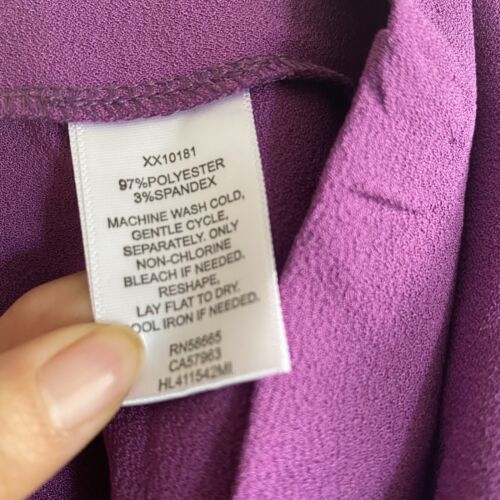 XX10181
97%POLYESTER
3%SPANDEX
MACHINE WASH COLD,
GENTLE CYCLE,
SEPARATELY. ONLY
NON-CHLORINE
BLEACH IF NEEDED.
RESHAPE,
LAY FLAT TO DRY.
OOL IRON IF NEEDED.
RN58665
CA57963
HL411542MI